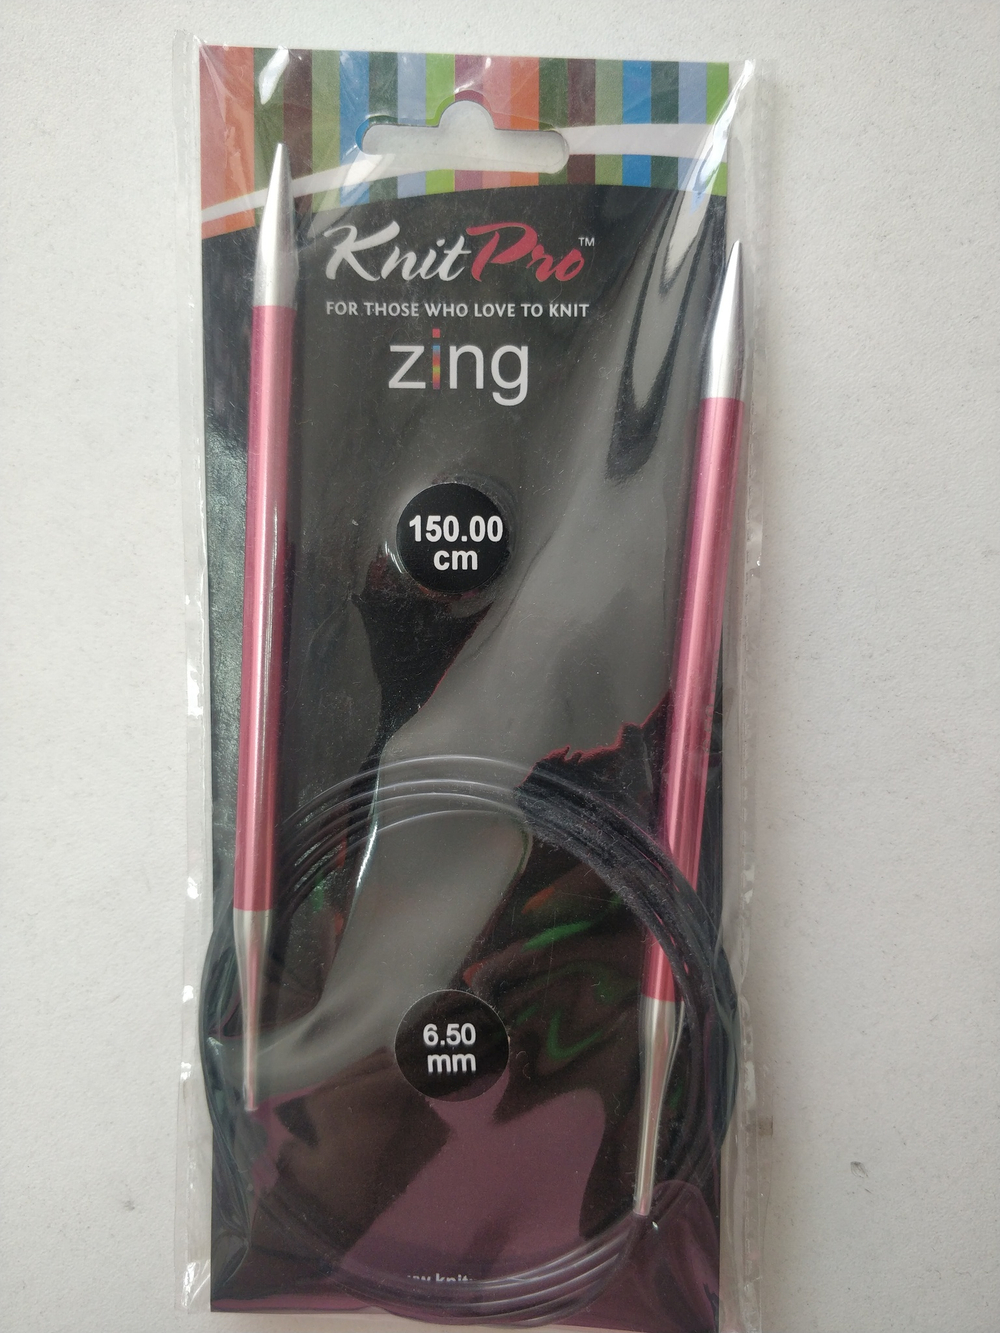 KnitPro™
FOR THOSE WHO LOVE TO KNIT
zing
150.00
cm
6.50
mm